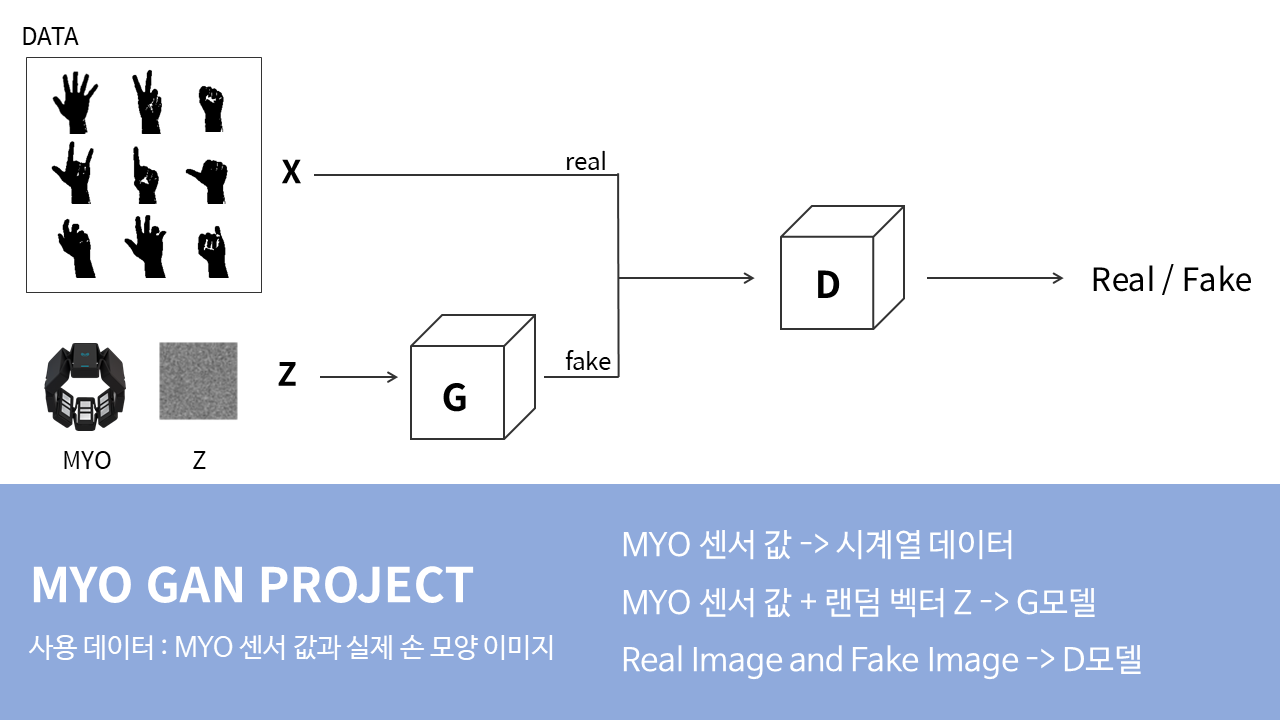 DATA
X
real
D
Real / Fake
Z
G
fake
MYO
Z
MYO GAN PROJECT
사용 데이터 : MYO 센서 값과 실제 손 모양 이미지
MYO 센서 값 -> 시계열 데이터
MYO 센서 값 + 랜덤 벡터 Z -> G모델
Real Image and Fake Image -> D모델